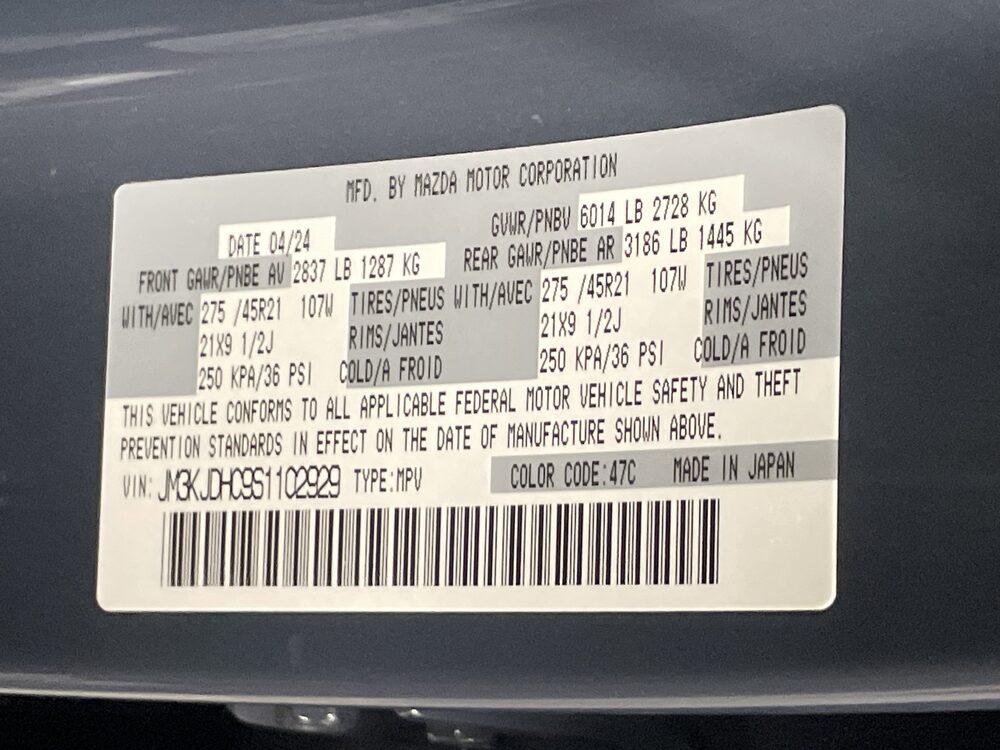 MFD. BY MAZDA MOTOR CORPORATION
DATE 04/24 GVWR/PNBV 6014 LB 2728 KG
FRONT GAWR/PNBE AV 2837 LB 1287 KG REAR GAWR/PNBE AR 3186 LB 1445 KG
WITH/AVEC 275 /45R21 107W TIRES/PNEUS WITH/AVEC 275 /45R21 107W TIRES/PNEUS
21X9 1/2J RIMS/JANTES 21X9 1/2J RIMS/JANTES
250 KPA/36 PSI COLD/A FROID 250 KPA/36 PSI COLD/A FROID
THIS VEHICLE CONFORMS TO ALL APPLICABLE FEDERAL MOTOR VEHICLE SAFETY AND THEFT
PREVENTION STANDARDS IN EFFECT ON THE DATE OF MANUFACTURE SHOWN ABOVE.
VIN: JM3KJDHC9S1102929 TYPE:MPV COLOR CODE:47C MADE IN JAPAN